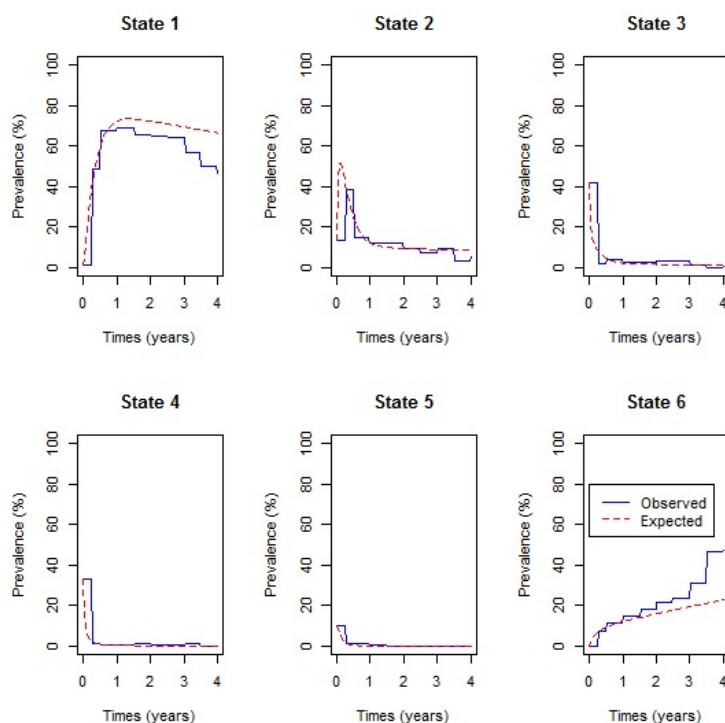 State 1
State 2
State 3
Prevalence (%)
0 20 40 60 80 100
0 1 2 3 4
Times (years)
Prevalence (%)
0 20 40 60 80 100
0 1 2 3 4
Times (years)
Prevalence (%)
0 20 40 60 80 100
0 1 2 3 4
Times (years)
State 4
State 5
State 6
Prevalence (%)
0 20 40 60 80 100
0 1 2 3 4
Times (years)
Prevalence (%)
0 20 40 60 80 100
0 1 2 3 4
Times (years)
Prevalence (%)
0 20 40 60 80 100
Observed
Expected
0 1 2 3 4
Times (years)